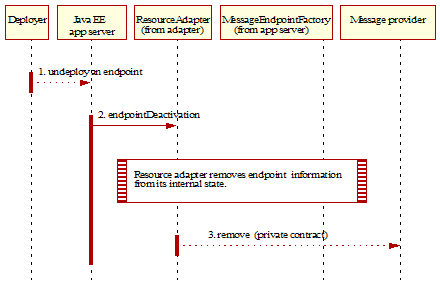 Deployer
Java EE
app server
ResourceAdapter
(from adapter)
MessageEndpointFactory
(from app server)
Message provider
1. undeploy an endpoint
2. endpointDeactivation
Resource adapter removes endpoint information
from its internal state.
3. remove (private contract)